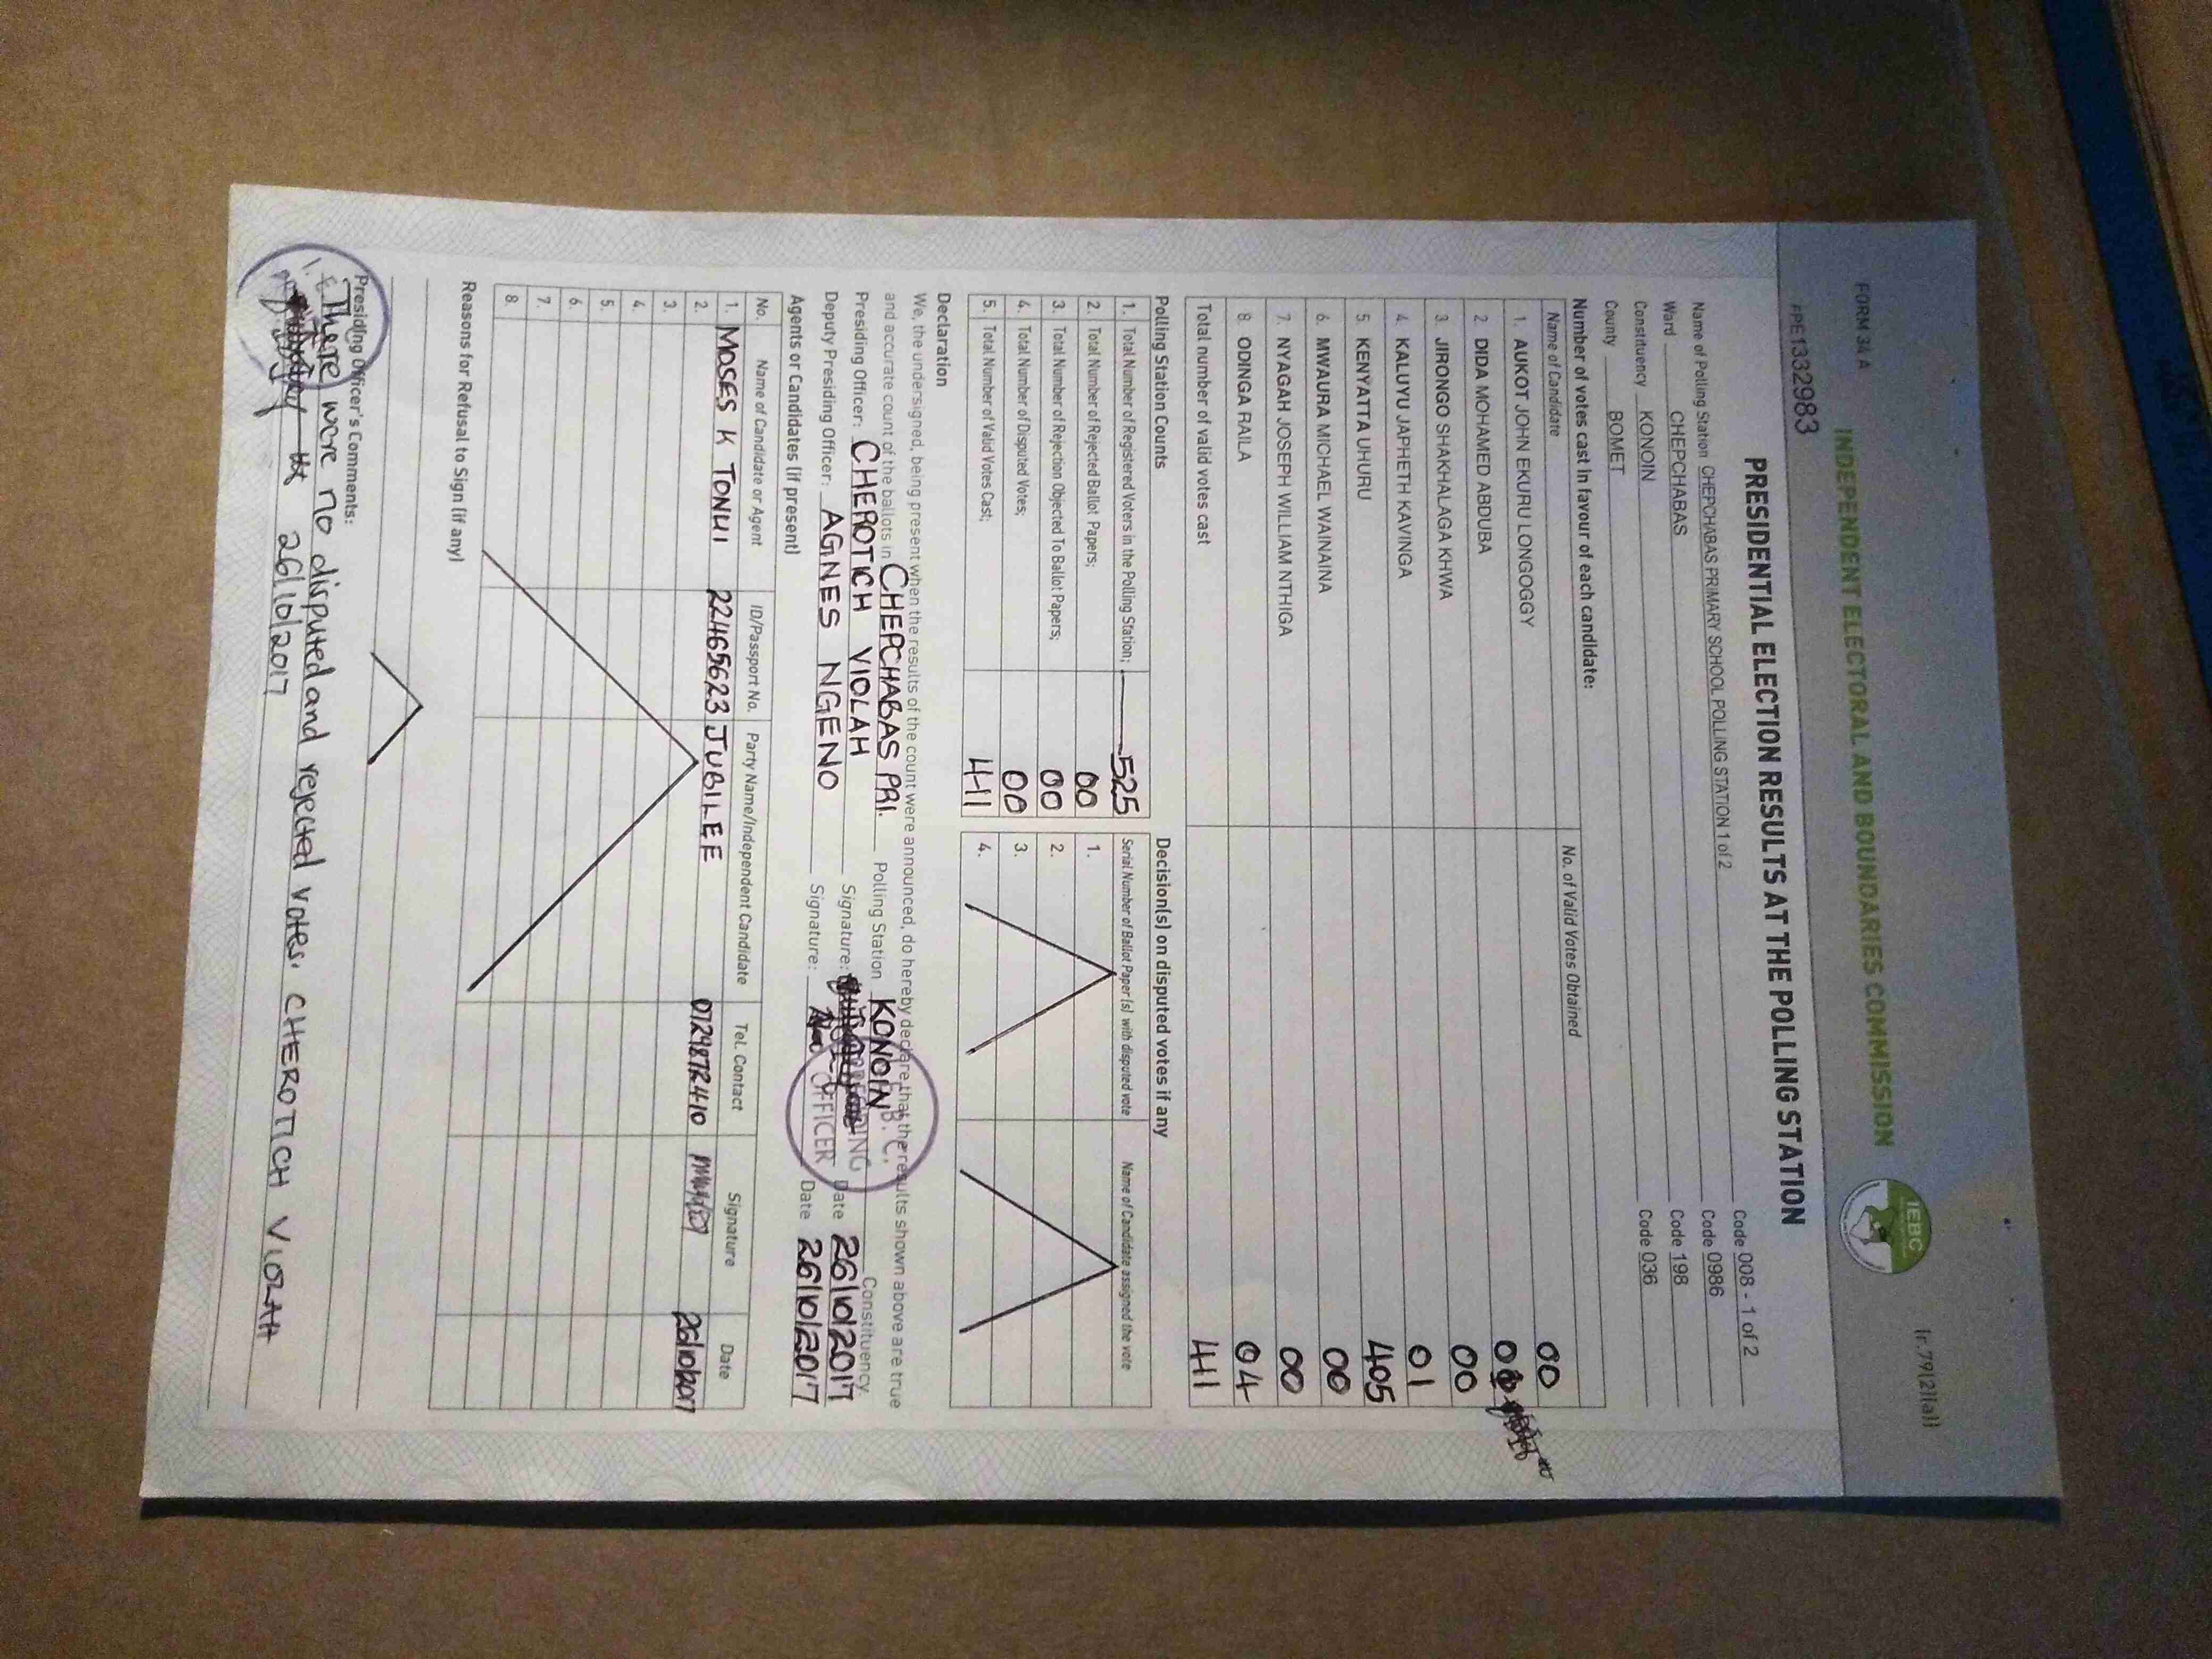 FORM 34 A
[r.79(2)(a)]
INDEPENDENT ELECTORAL AND BOUNDARIES COMMISSION
IEBC
PPE1332983
PRESIDENTIAL ELECTION RESULTS AT THE POLLING STATION
Name of Polling Station CHEPCHABAS PRIMARY SCHOOL POLLING STATION 1 of 2 Code 008 - 1 of 2
Ward CHEPCHABAS Code 0986
Constituency KONOIN Code 198
County BOMET Code 036
Number of votes cast in favour of each candidate:
Name of Candidate No. of Valid Votes Obtained
1. AUKOT JOHN EKURU LONGOGGY 00
2. DIDA MOHAMED ABDUBA
3. JIRONGO SHAKHALAGA KHWA 00
4. KALUYU JAPHETH KAVINGA 01
5. KENYATTA UHURU 405
6. MWAURA MICHAEL WAINAINA 00
7. NYAGAH JOSEPH WILLIAM NTHIGA 00
8. ODINGA RAILA 04
Total number of valid votes cast 411
Polling Station Counts
1. Total Number of Registered Voters in the Polling Station; 525
2. Total Number of Rejected Ballot Papers; 00
3. Total Number of Rejection Objected To Ballot Papers; 00
4. Total Number of Disputed Votes; 00
5. Total Number of Valid Votes Cast; 411
Decision(s) on disputed votes if any
Serial Number of Ballot Paper (s) with disputed vote Name of Candidate assigned the vote
1.
2.
3.
4.
Declaration
We, the undersigned, being present when the results of the count were announced, do hereby declare that the results shown above are true
and accurate count of the ballots in CHEPCHABAS PRI. Polling Station KONOIN Constituency.
Presiding Officer: CHEROTICH VIOLAH Signature: Date 26/10/2017
Deputy Presiding Officer: AGNES NGENO Signature: Date 26/10/2017
OFFICER
Agents or Candidates (if present)
No. Name of Candidate or Agent ID/Passport No. Party Name/Independent Candidate Tel. Contact Signature Date
1. MOSES K TONUI 22465623 JUBILEE 0729872410 26/10/2017
2.
3.
4.
5.
6.
7.
8.
Reasons for Refusal to Sign (if any)
Presiding Officer's Comments:
There were no disputed and rejected votes. CHEROTICH VIOLAH
26/10/2017